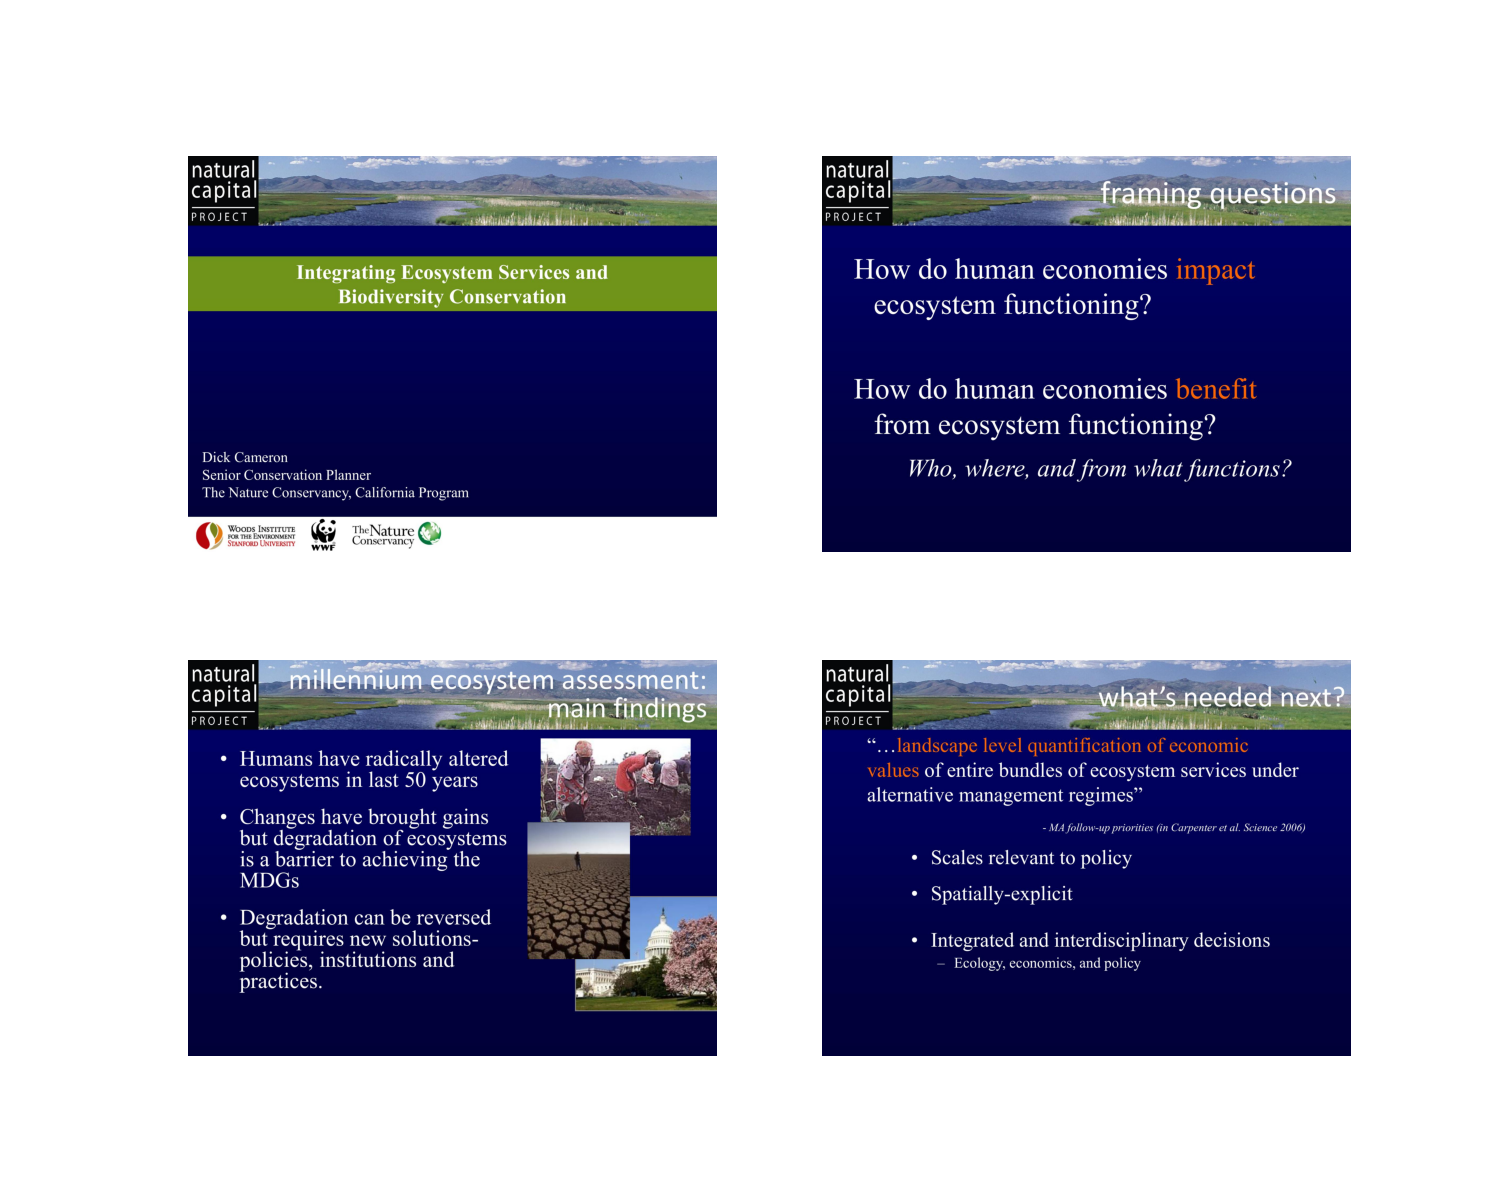 natural
capital
PROJECT
Integrating Ecosystem Services and
Biodiversity Conservation
Dick Cameron
Senior Conservation Planner
The Nature Conservancy, California Program
WOODS INSTITUTE
FOR THE ENVIRONMENT
STANFORD UNIVERSITY
WWF
The Nature
Conservancy
natural
capital
PROJECT
framing questions
How do human economies impact
ecosystem functioning?
How do human economies benefit
from ecosystem functioning?
Who, where, and from what functions?
natural
capital
PROJECT
millennium ecosystem assessment:
main findings
• Humans have radically altered
ecosystems in last 50 years
• Changes have brought gains
but degradation of ecosystems
is a barrier to achieving the
MDGs
• Degradation can be reversed
but requires new solutions-
policies, institutions and
practices.
natural
capital
PROJECT
what’s needed next?
“…landscape level quantification of economic
values of entire bundles of ecosystem services under
alternative management regimes”
- MA follow-up priorities (in Carpenter et al. Science 2006)
• Scales relevant to policy
• Spatially-explicit
• Integrated and interdisciplinary decisions
– Ecology, economics, and policy